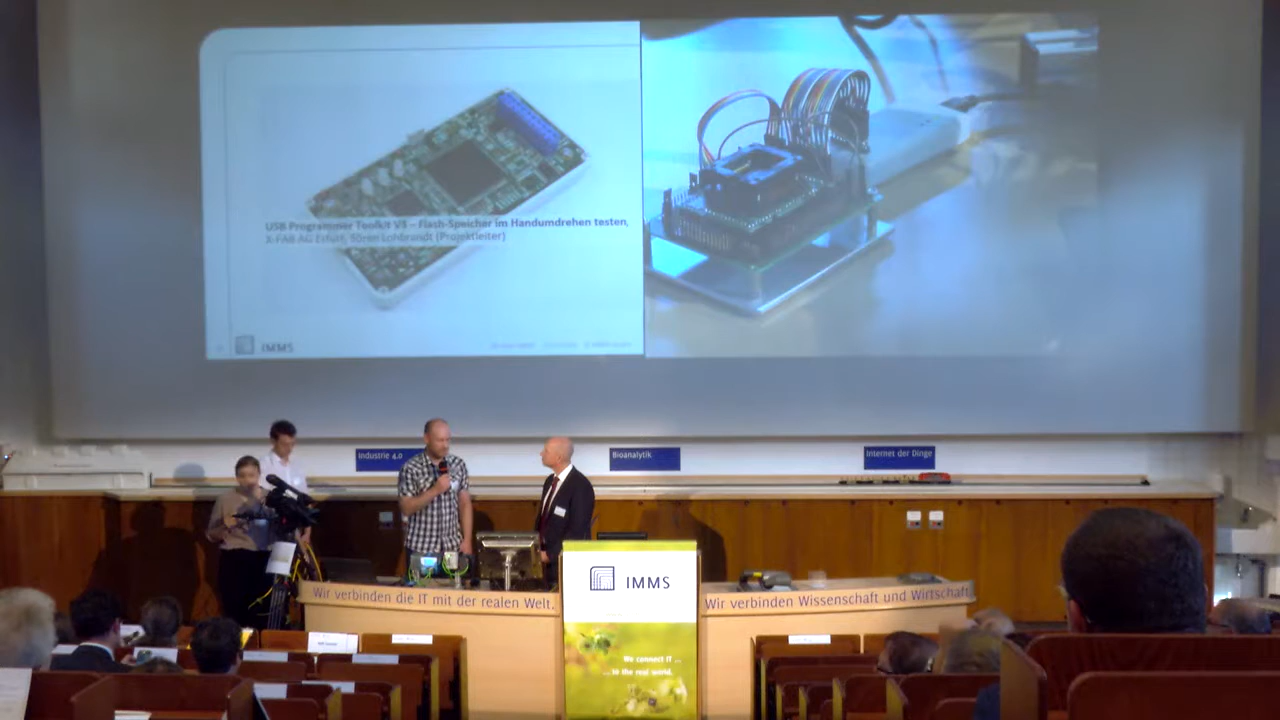 USB Programmer Toolkit V3 – Flash-Speicher im Handumdrehen testen,
X-FAB AG Erfurt, Sören Lohbrandt (Projektleiter)
IMMS
Industrie 4.0
Bioanalytik
Internet der Dinge
IMMS
Wir verbinden die IT mit der realen Welt.
Wir verbinden Wissenschaft und Wirtschaft.
We connect IT ...
... to the real world.